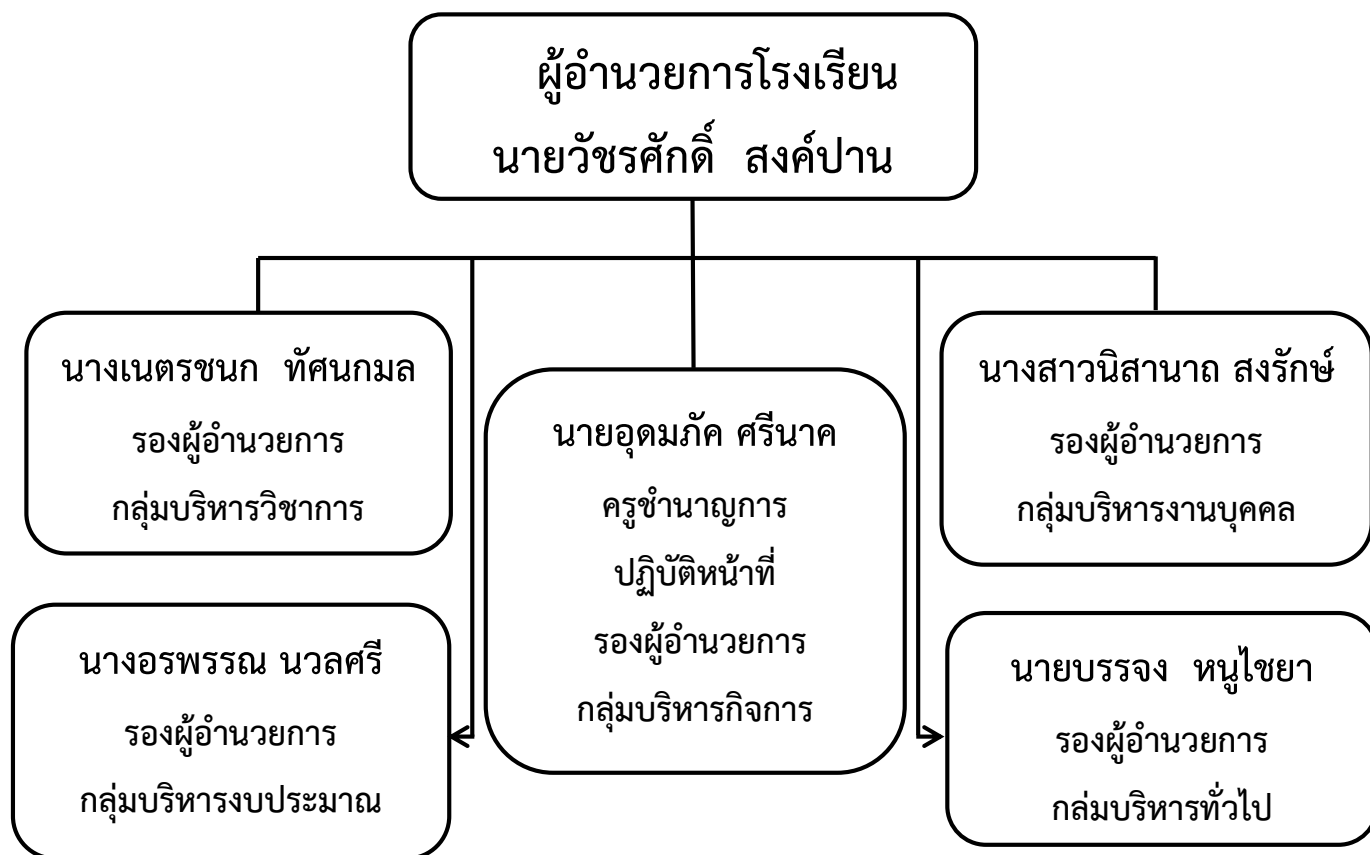 ผู้อำนวยการโรงเรียน
นายวัชรศักดิ์ สงค์ปาน
นางเนตรชนก ทัศนกมล
รองผู้อำนวยการ
กลุ่มบริหารวิชาการ
นายอุดมภัค ศรีนาค
ครูชำนาญการ
ปฏิบัติหน้าที่
รองผู้อำนวยการ
กลุ่มบริหารกิจการ
นางสาวนิสานาถ สงรักษ์
รองผู้อำนวยการ
กลุ่มบริหารงานบุคคล
นางอรพรรณ นวลศรี
รองผู้อำนวยการ
กลุ่มบริหารงบประมาณ
นายบรรจง หนูไชยา
รองผู้อำนวยการ
กล่มบริหารทั่วไป